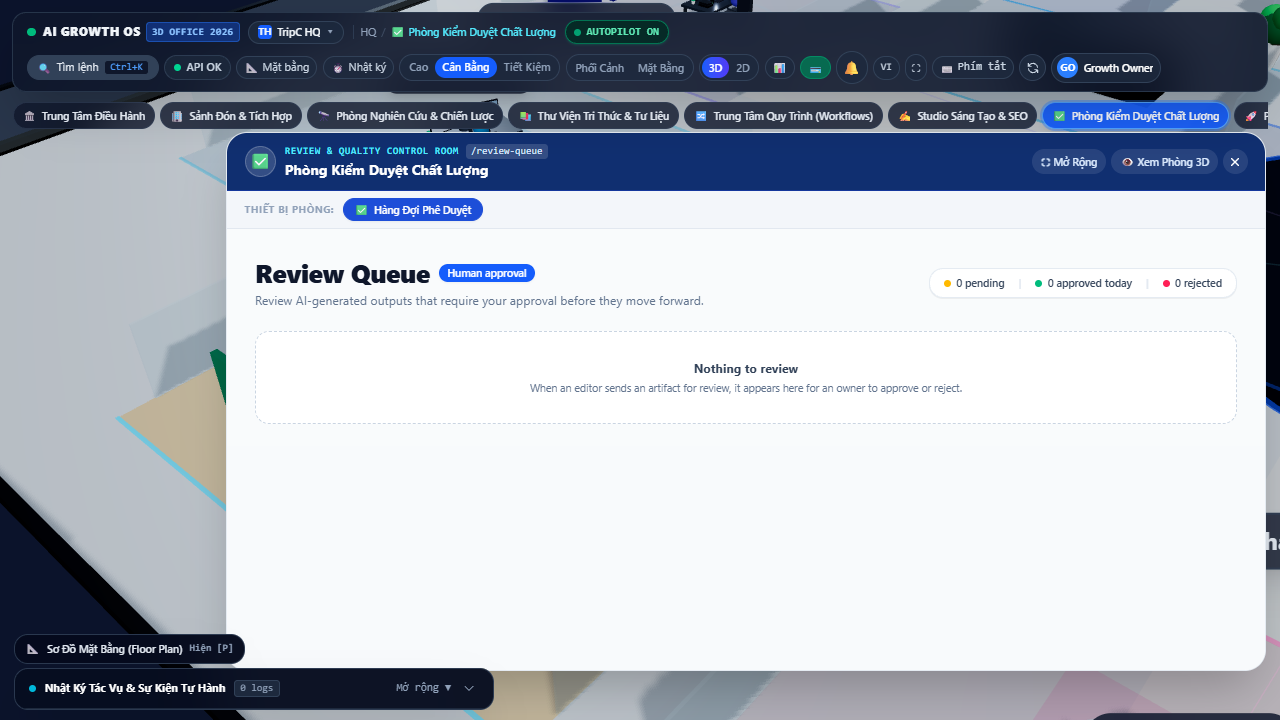 AI GROWTH OS 3D OFFICE 2026 TH TripC HQ HQ / Phòng Kiểm Duyệt Chất Lượng AUTOPILOT ON
Tìm lệnh Ctrl+K API OK Mặt bằng Nhật ký Cao Cân Bằng Tiết Kiệm Phối Cảnh Mặt Bằng 3D 2D VI Phím tắt GO Growth Owner
Trung Tâm Điều Hành Sảnh Đón & Tích Hợp Phòng Nghiên Cứu & Chiến Lược Thư Viện Tri Thức & Tư Liệu Trung Tâm Quy Trình (Workflows) Studio Sáng Tạo & SEO Phòng Kiểm Duyệt Chất Lượng
REVIEW & QUALITY CONTROL ROOM /review-queue
Phòng Kiểm Duyệt Chất Lượng
Mở Rộng Xem Phòng 3D
THIẾT BỊ PHÒNG: Hàng Đợi Phê Duyệt
Review Queue Human approval
Review AI-generated outputs that require your approval before they move forward.
0 pending 0 approved today 0 rejected
Nothing to review
When an editor sends an artifact for review, it appears here for an owner to approve or reject.
Sơ Đồ Mặt Bằng (Floor Plan) Hiện [P]
Nhật Ký Tác Vụ & Sự Kiện Tự Hành 0 logs Mở rộng ▼